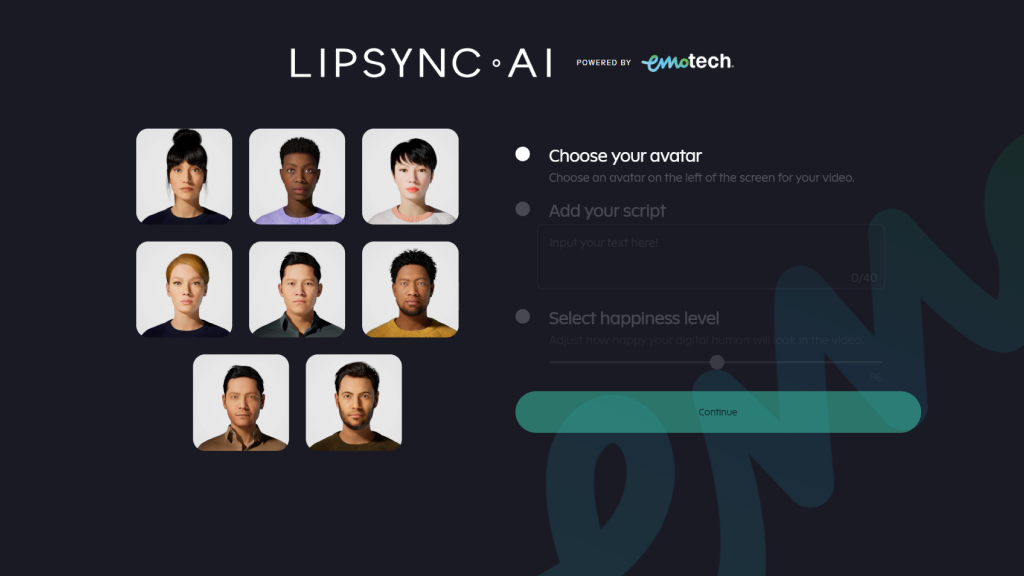 LIPSYNC AI
POWERED BY emotech.
Choose your avatar
Choose an avatar on the left of the screen for your video.
Add your script
Input your text here!
0/40
Select happiness level
Adjust how happy your digital human will look in the video.
Continue
em